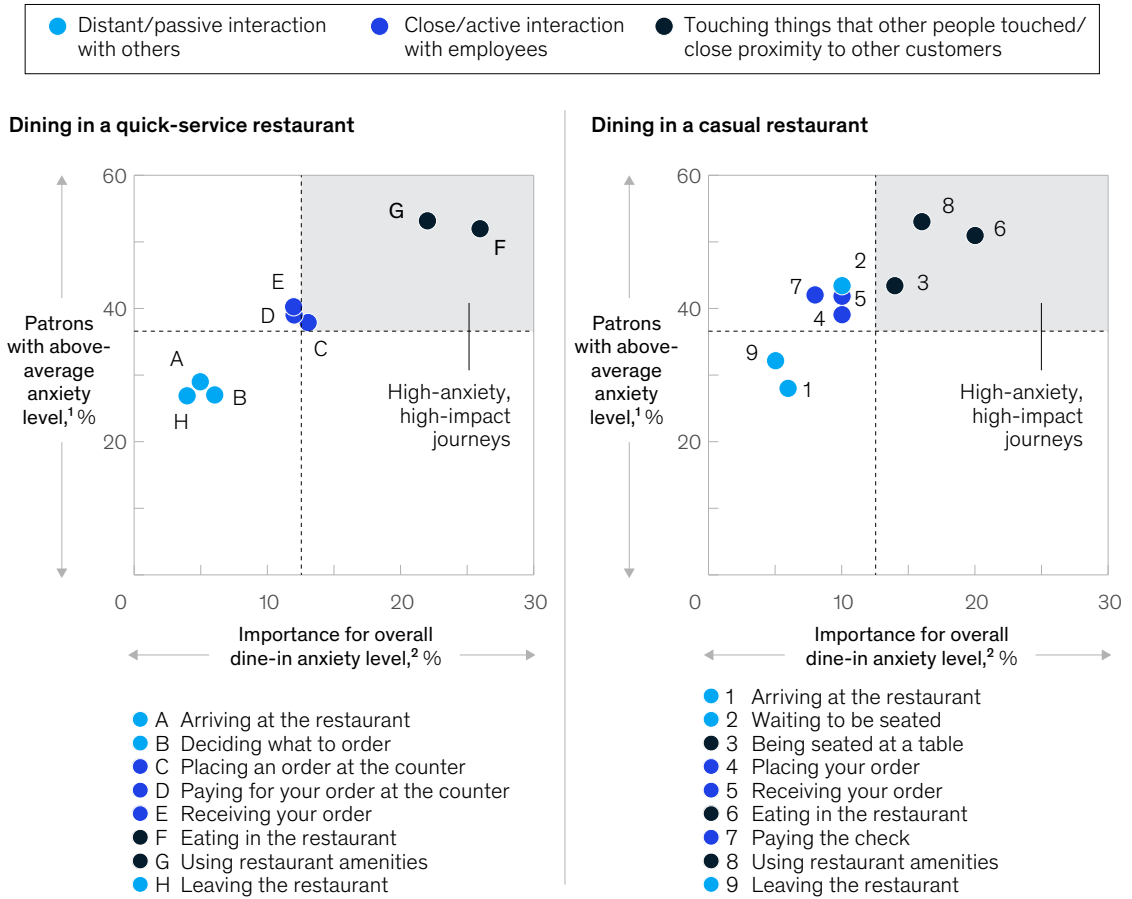 Distant/passive interaction
with others
Close/active interaction
with employees
Touching things that other people touched/
close proximity to other customers
Dining in a quick-service restaurant
60
40
20
0
10
20
30
Patrons
with above-
average
anxiety
level,¹ %
G
F
E
D
C
A
B
H
High-anxiety,
high-impact
journeys
Importance for overall
dine-in anxiety level,² %
A Arriving at the restaurant
B Deciding what to order
C Placing an order at the counter
D Paying for your order at the counter
E Receiving your order
F Eating in the restaurant
G Using restaurant amenities
H Leaving the restaurant
Dining in a casual restaurant
60
40
20
0
10
20
30
Patrons
with above-
average
anxiety
level,¹ %
8
6
2
3
7
5
4
9
1
High-anxiety,
high-impact
journeys
Importance for overall
dine-in anxiety level,² %
1 Arriving at the restaurant
2 Waiting to be seated
3 Being seated at a table
4 Placing your order
5 Receiving your order
6 Eating in the restaurant
7 Paying the check
8 Using restaurant amenities
9 Leaving the restaurant